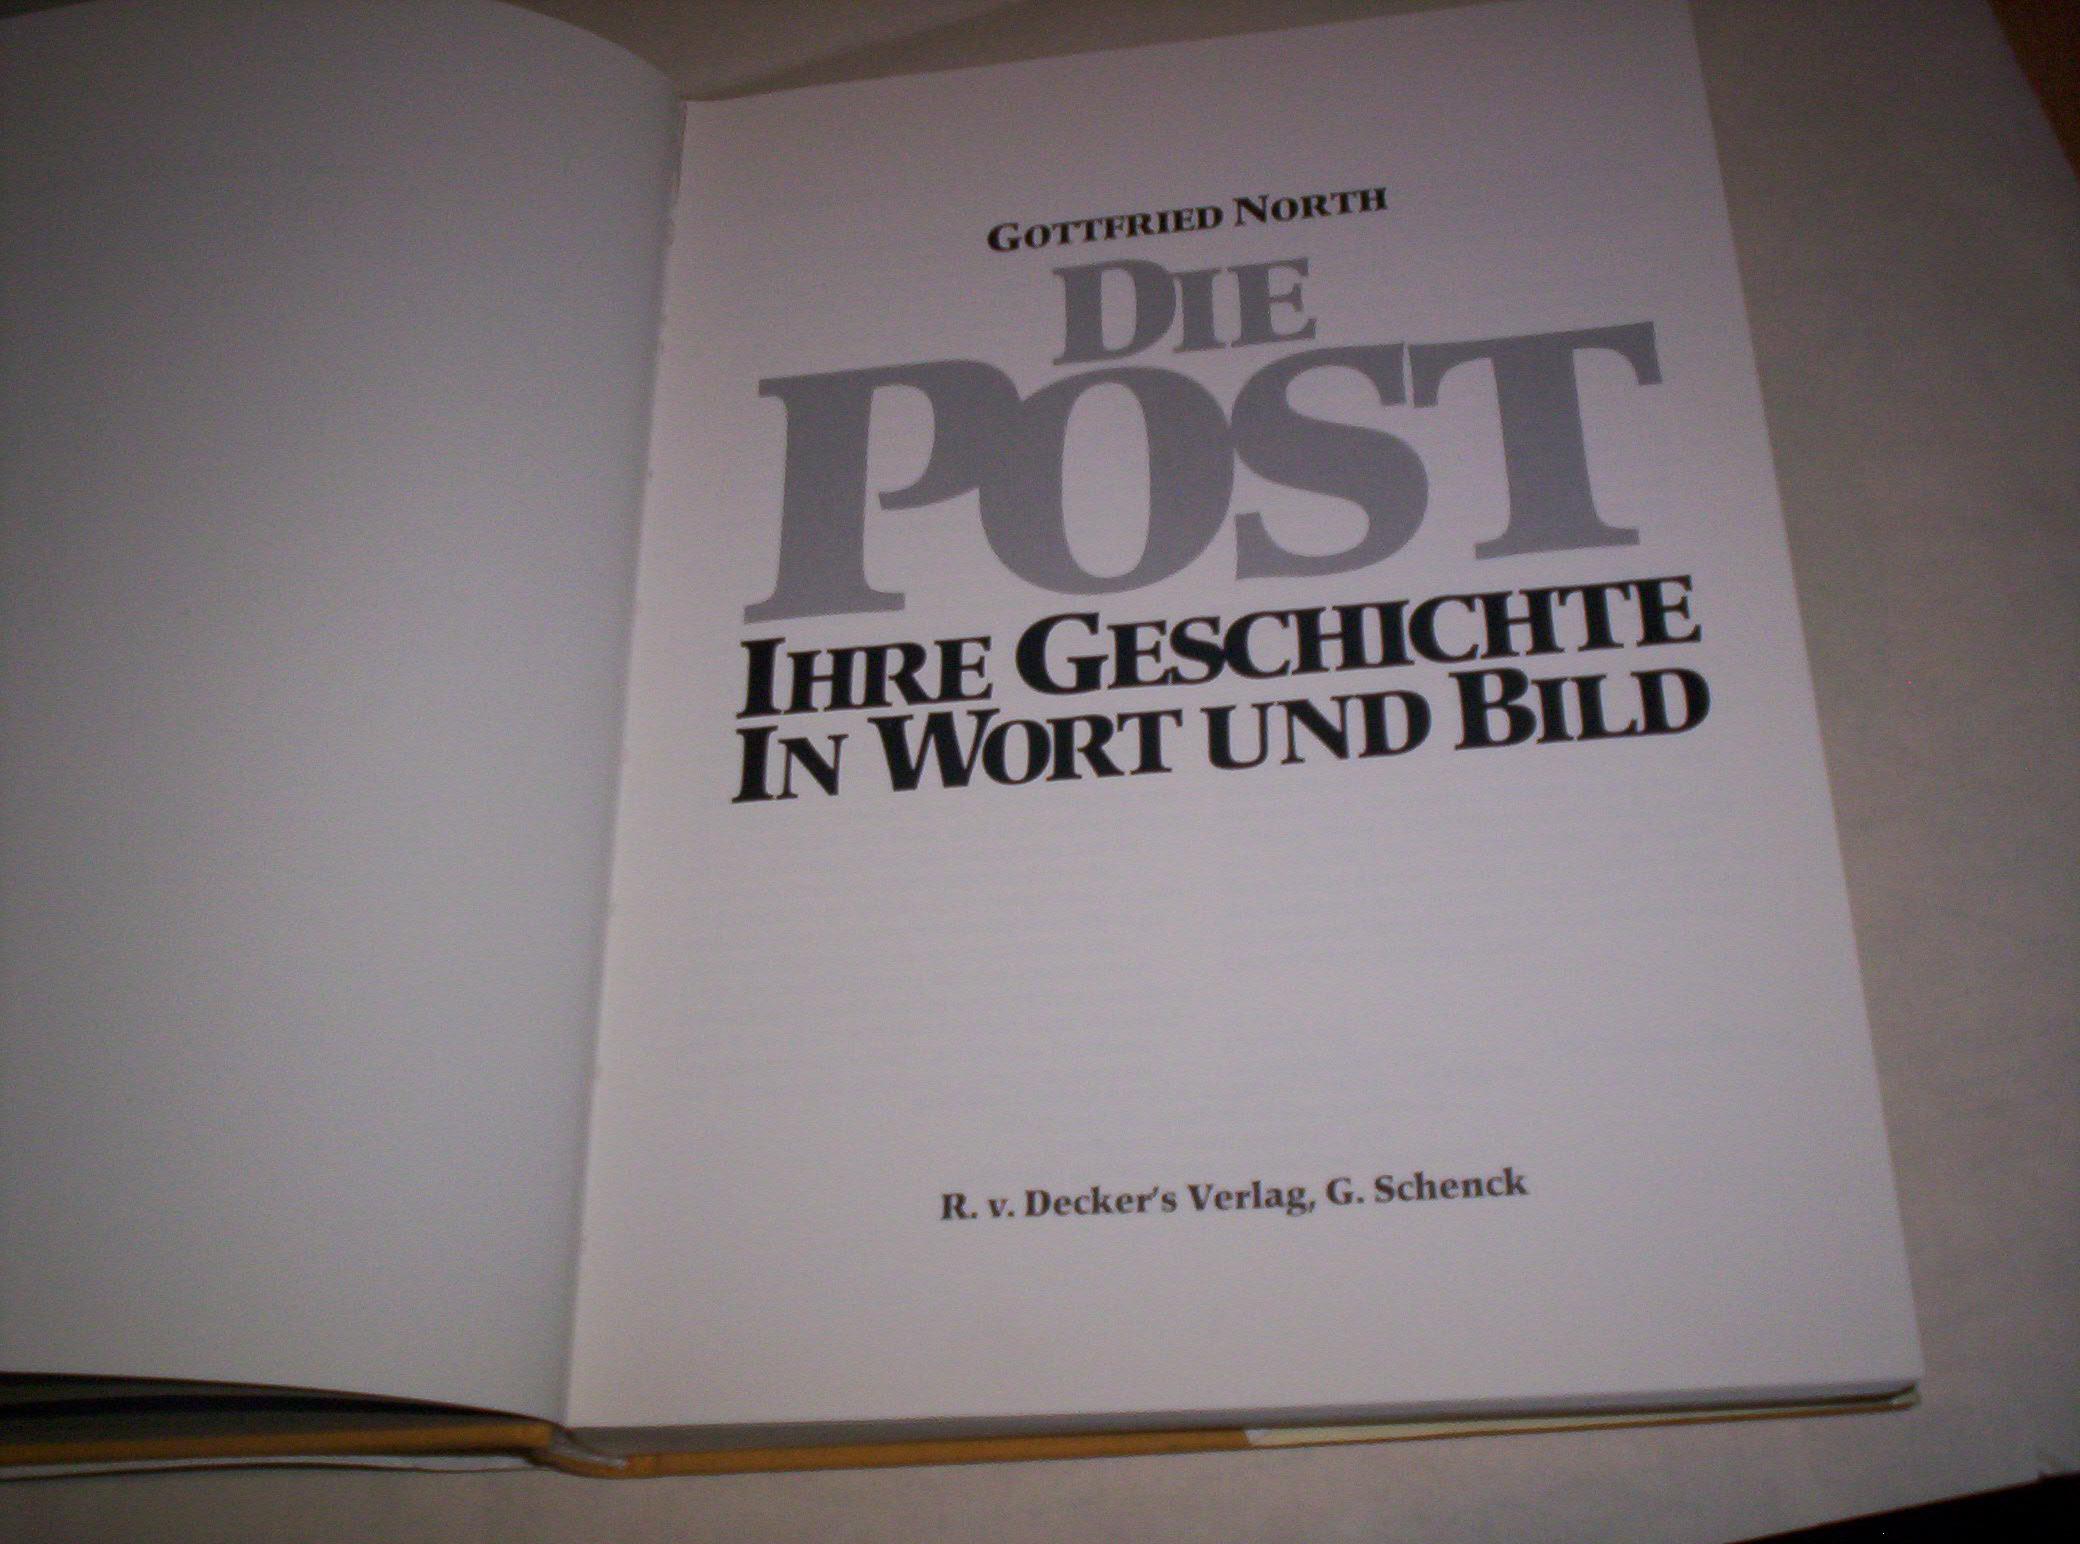 GOTTFRIED NORTH
DIE
POST
IHRE GESCHICHTE
IN WORT UND BILD
R. v. Decker's Verlag, G. Schenck